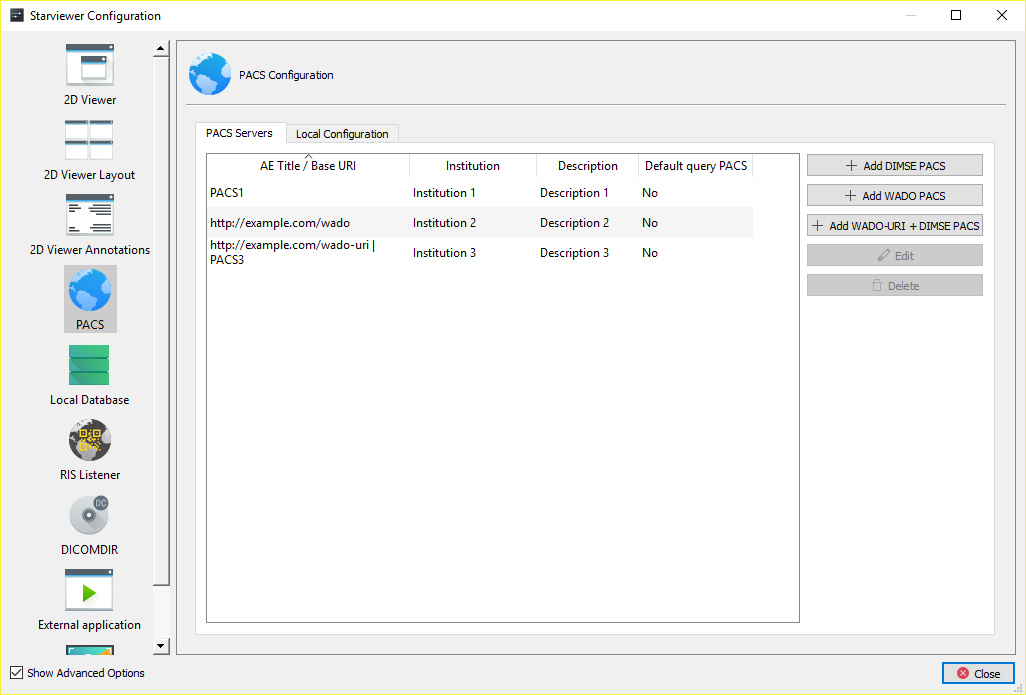 Starviewer Configuration
2D Viewer
2D Viewer Layout
2D Viewer Annotations
PACS
Local Database
RIS Listener
DC
DICOMDIR
External application
Show Advanced Options
PACS Configuration
PACS Servers Local Configuration
AE Title / Base URI Institution Description Default query PACS
PACS1 Institution 1 Description 1 No
http://example.com/wado Institution 2 Description 2 No
http://example.com/wado-uri |
PACS3 Institution 3 Description 3 No
Add DIMSE PACS
Add WADO PACS
Add WADO-URI + DIMSE PACS
Edit
Delete
Close